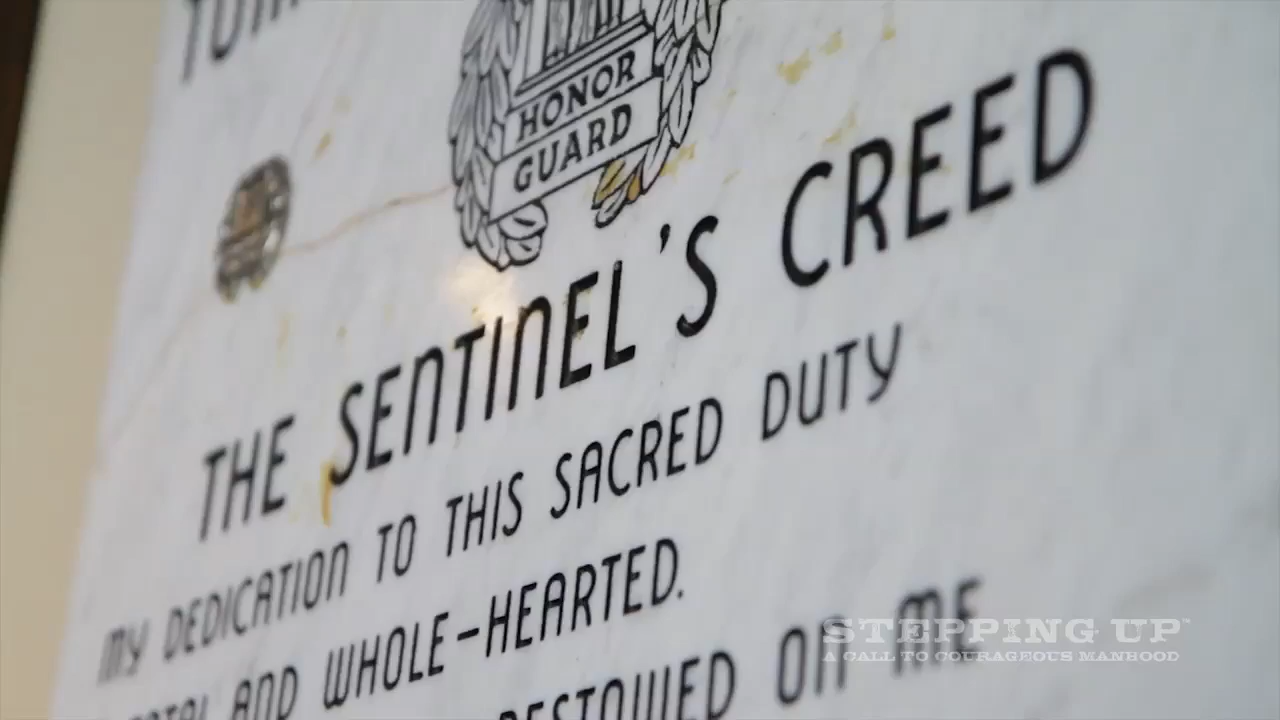 HONOR
GUARD
THE SENTINEL'S CREED
MY DEDICATION TO THIS SACRED DUTY
AND WHOLE-HEARTED.
ON ME
STEPPING UP
A CALL TO COURAGEOUS MANHOOD